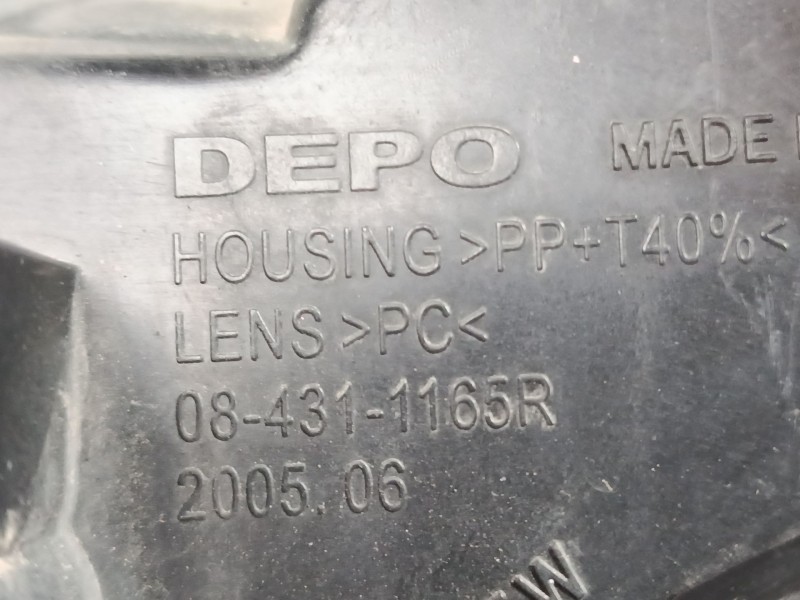 DEPO MADE
HOUSING >PP+T40%<
LENS >PC<
08-431-1165R
2005.06